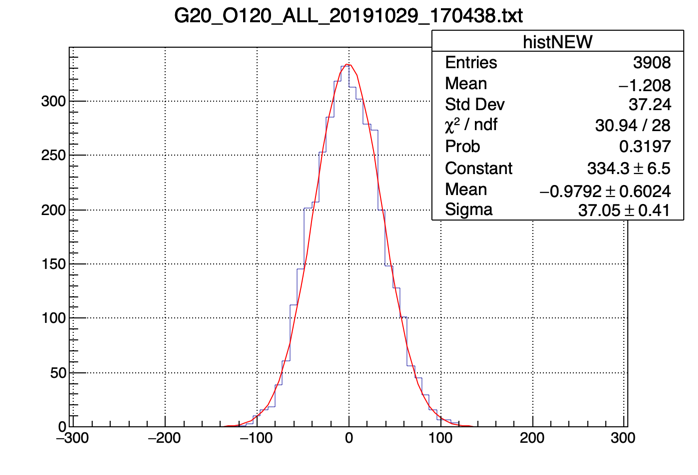 G20_O120_ALL_20191029_170438.txt
histNEW
Entries 3908
Mean −1.208
Std Dev 37.24
χ² / ndf 30.94 / 28
Prob 0.3197
Constant 334.3 ± 6.5
Mean −0.9792 ± 0.6024
Sigma 37.05 ± 0.41
300
250
200
150
100
50
0
−300 −200 −100 0 100 200 300